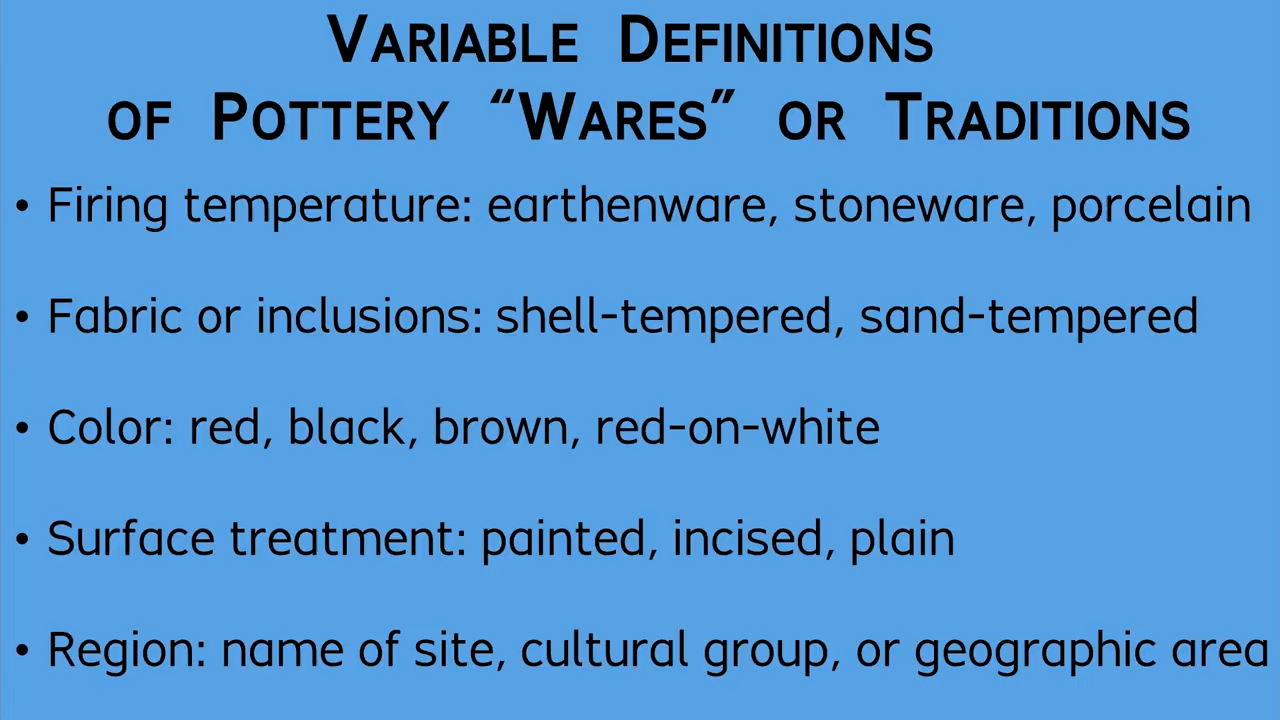 Variable Definitions
of Pottery “Wares” or Traditions
• Firing temperature: earthenware, stoneware, porcelain
• Fabric or inclusions: shell-tempered, sand-tempered
• Color: red, black, brown, red-on-white
• Surface treatment: painted, incised, plain
• Region: name of site, cultural group, or geographic area